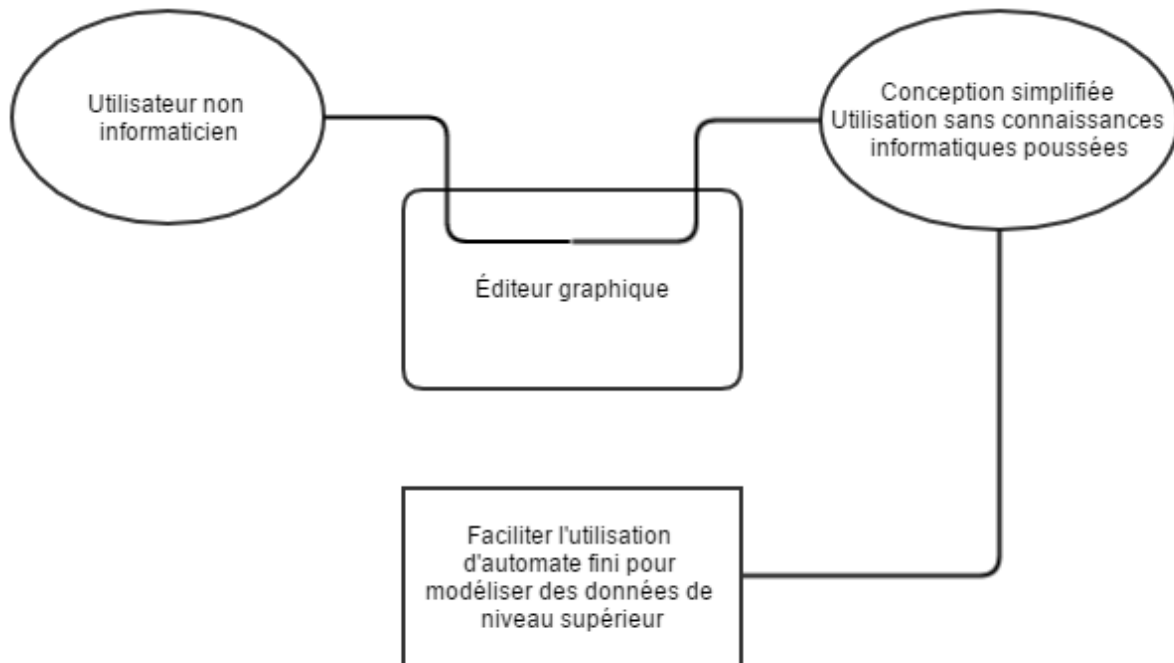 Utilisateur non
informaticien
Conception simplifiée
Utilisation sans connaissances
informatiques poussées
Éditeur graphique
Faciliter l'utilisation
d'automate fini pour
modéliser des données de
niveau supérieur